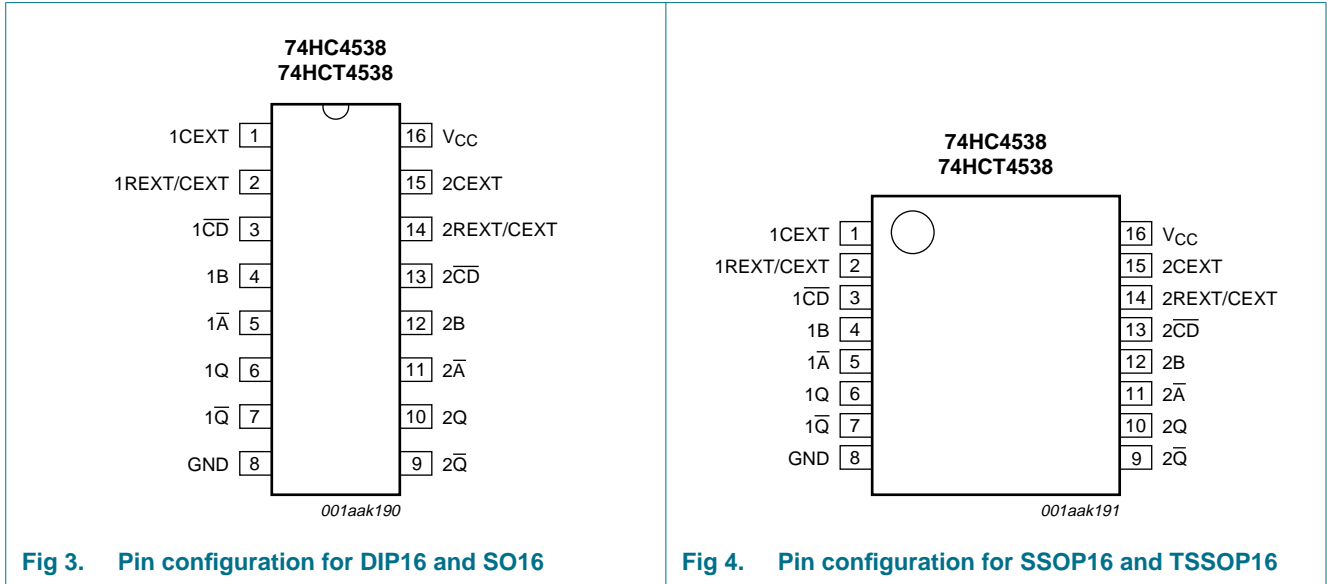 74HC4538
74HCT4538
1CEXT 1
16 VCC
1REXT/CEXT 2
15 2CEXT
1C̅D̅ 3
14 2REXT/CEXT
1B 4
13 2C̅D̅
1A̅ 5
12 2B
1Q 6
11 2A̅
1Q̅ 7
10 2Q
GND 8
9 2Q̅
001aak190
Fig 3. Pin configuration for DIP16 and SO16
74HC4538
74HCT4538
1CEXT 1
16 VCC
1REXT/CEXT 2
15 2CEXT
1C̅D̅ 3
14 2REXT/CEXT
1B 4
13 2C̅D̅
1A̅ 5
12 2B
1Q 6
11 2A̅
1Q̅ 7
10 2Q
GND 8
9 2Q̅
001aak191
Fig 4. Pin configuration for SSOP16 and TSSOP16